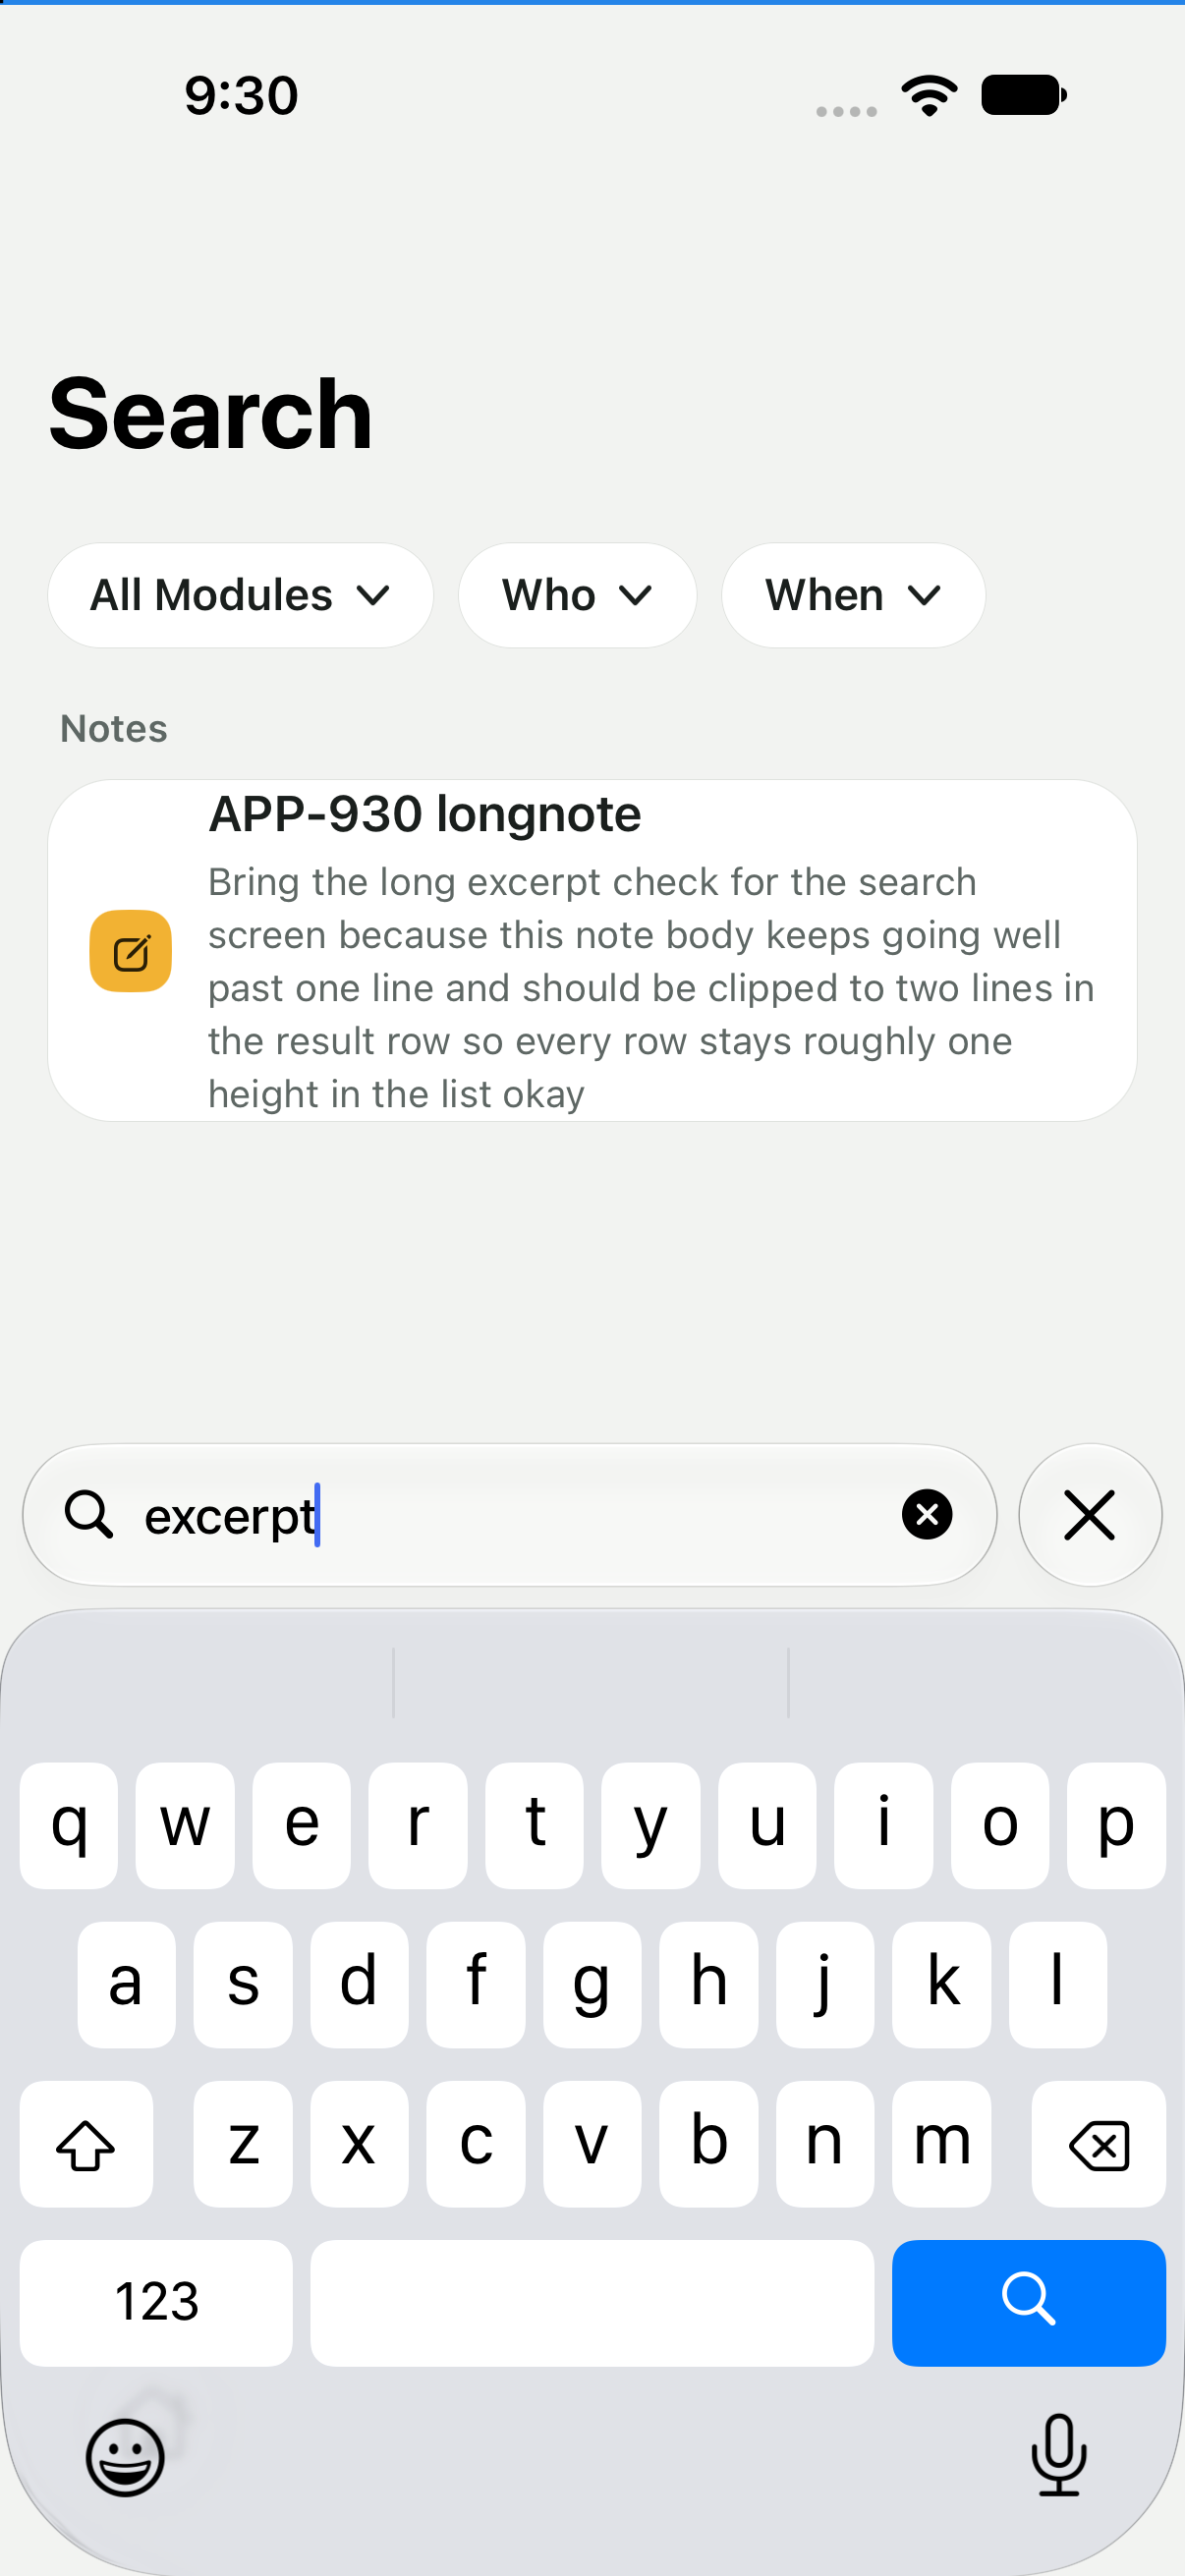 9:30
Search
All Modules
Who
When
Notes
APP-930 longnote
Bring the long excerpt check for the search
screen because this note body keeps going well
past one line and should be clipped to two lines in
the result row so every row stays roughly one
height in the list okay
excerpt
q w e r t y u i o p
a s d f g h j k l
z x c v b n m
123